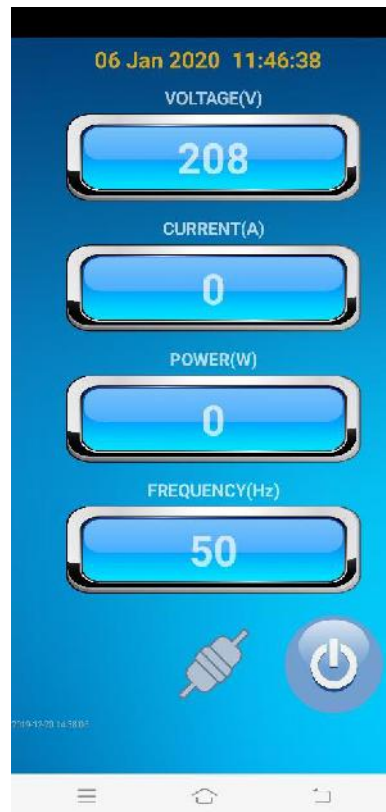 06 Jan 2020 11:46:38
VOLTAGE(V)
208
CURRENT(A)
0
POWER(W)
0
FREQUENCY(Hz)
50